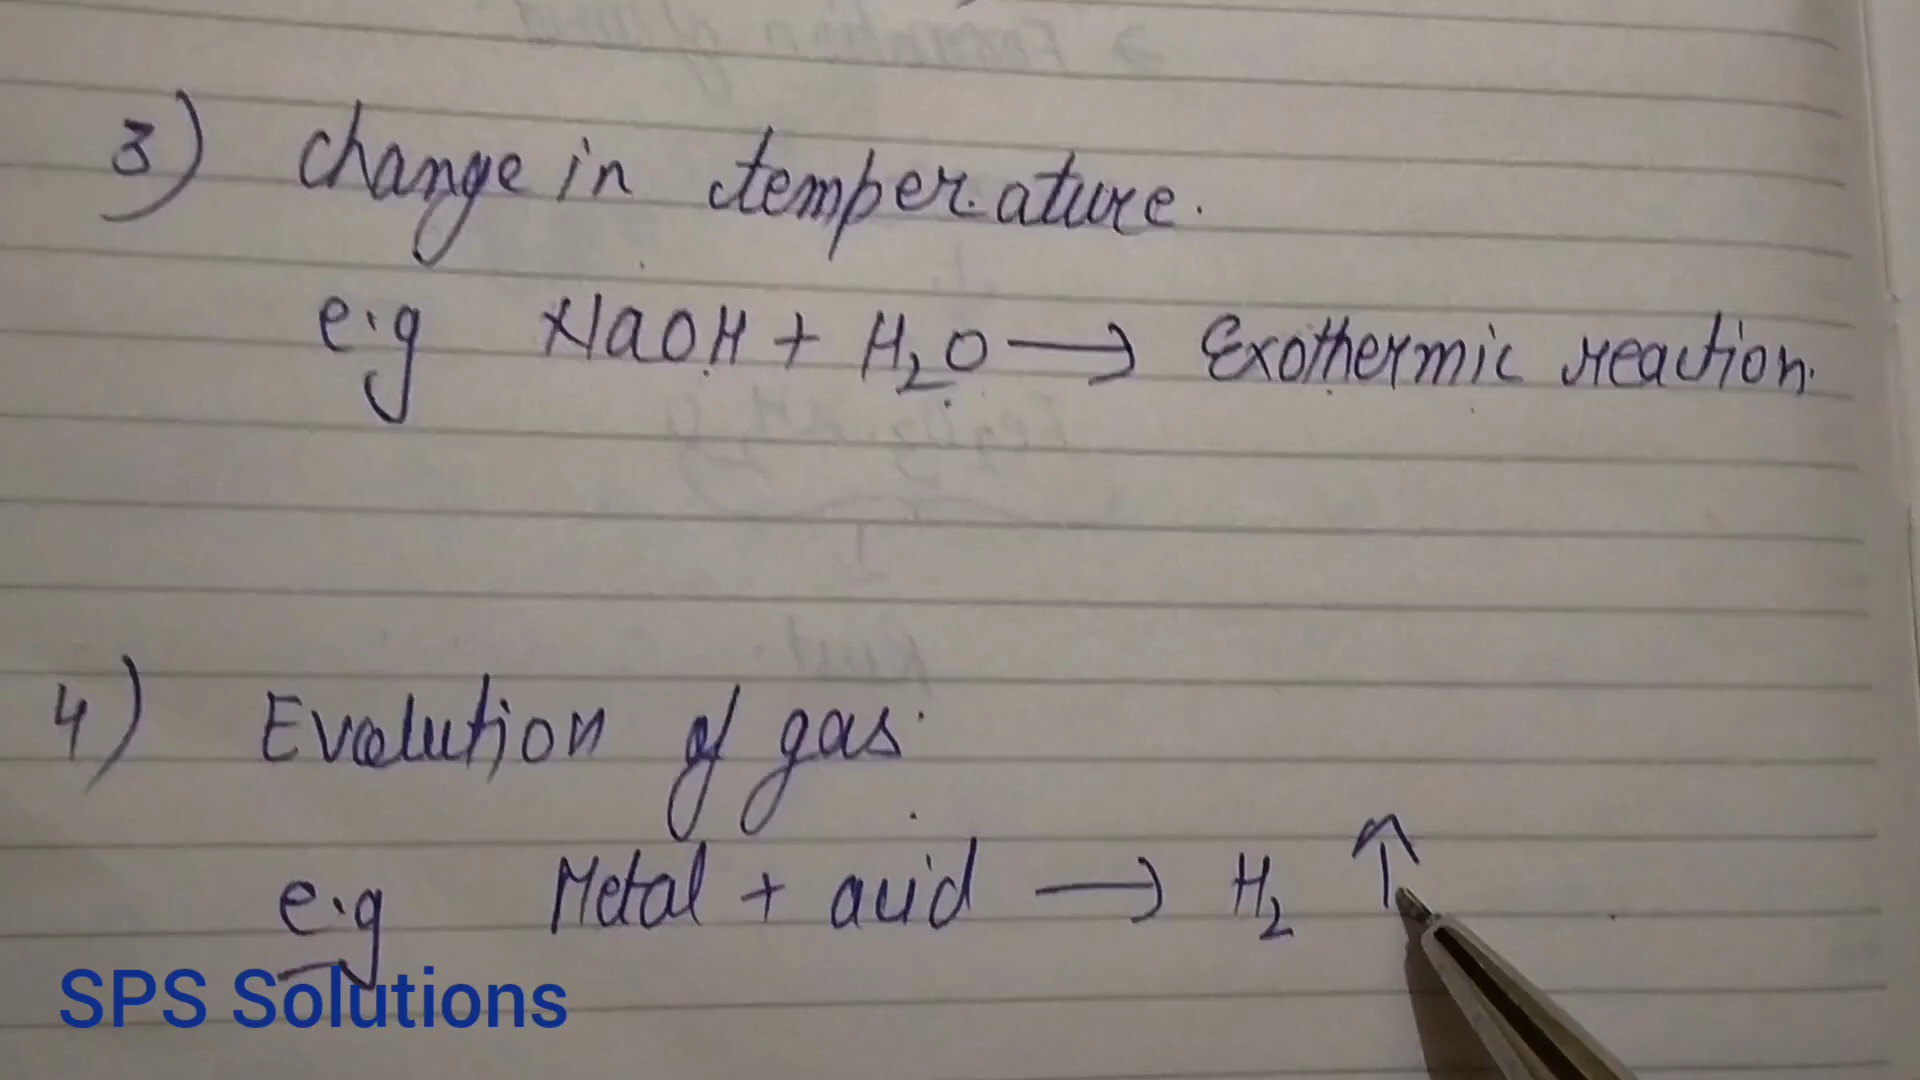 3) Change in temperature.
e.g NaOH + H₂O → Exothermic reaction.
4) Evolution of gas.
e.g Metal + acid → H₂ ↑
SPS Solutions